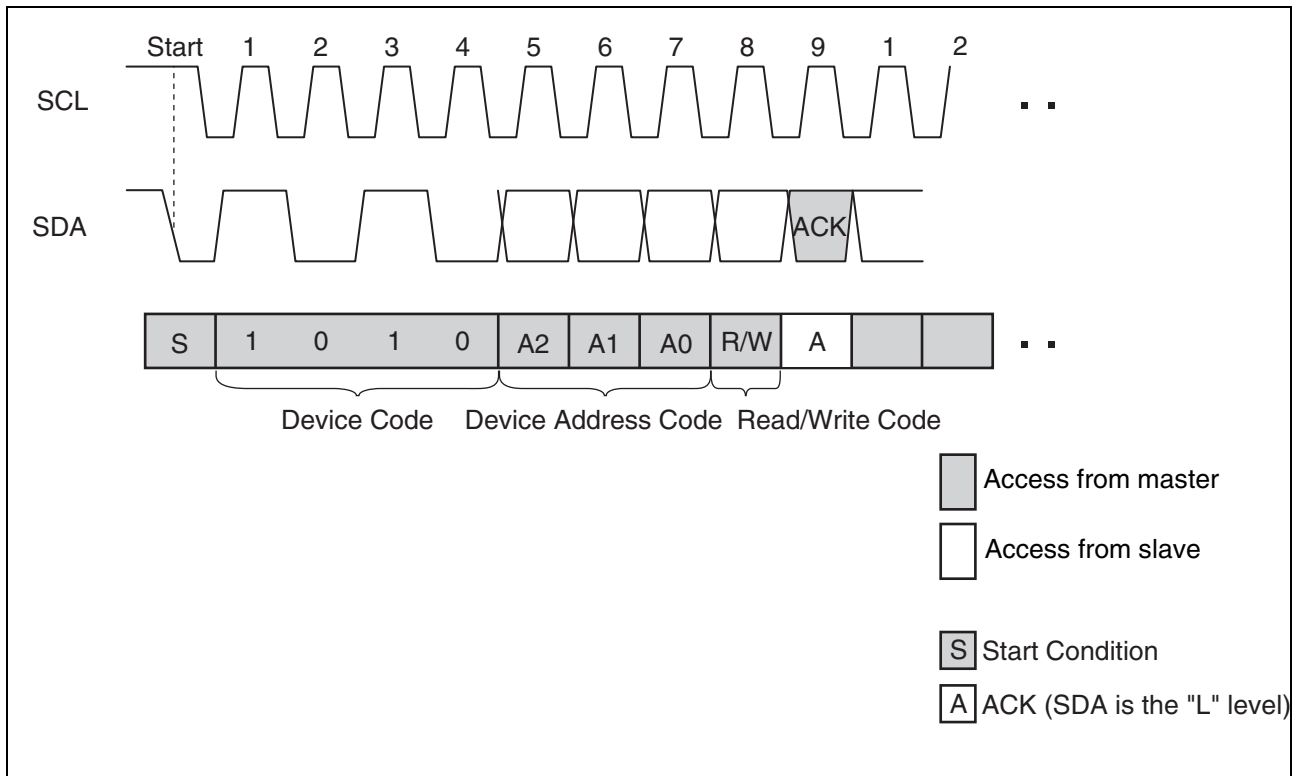 Start 1 2 3 4 5 6 7 8 9 1 2
SCL
SDA
ACK
S 1 0 1 0 A2 A1 A0 R/W A
Device Code Device Address Code Read/Write Code
Access from master
Access from slave
S Start Condition
A ACK (SDA is the "L" level)